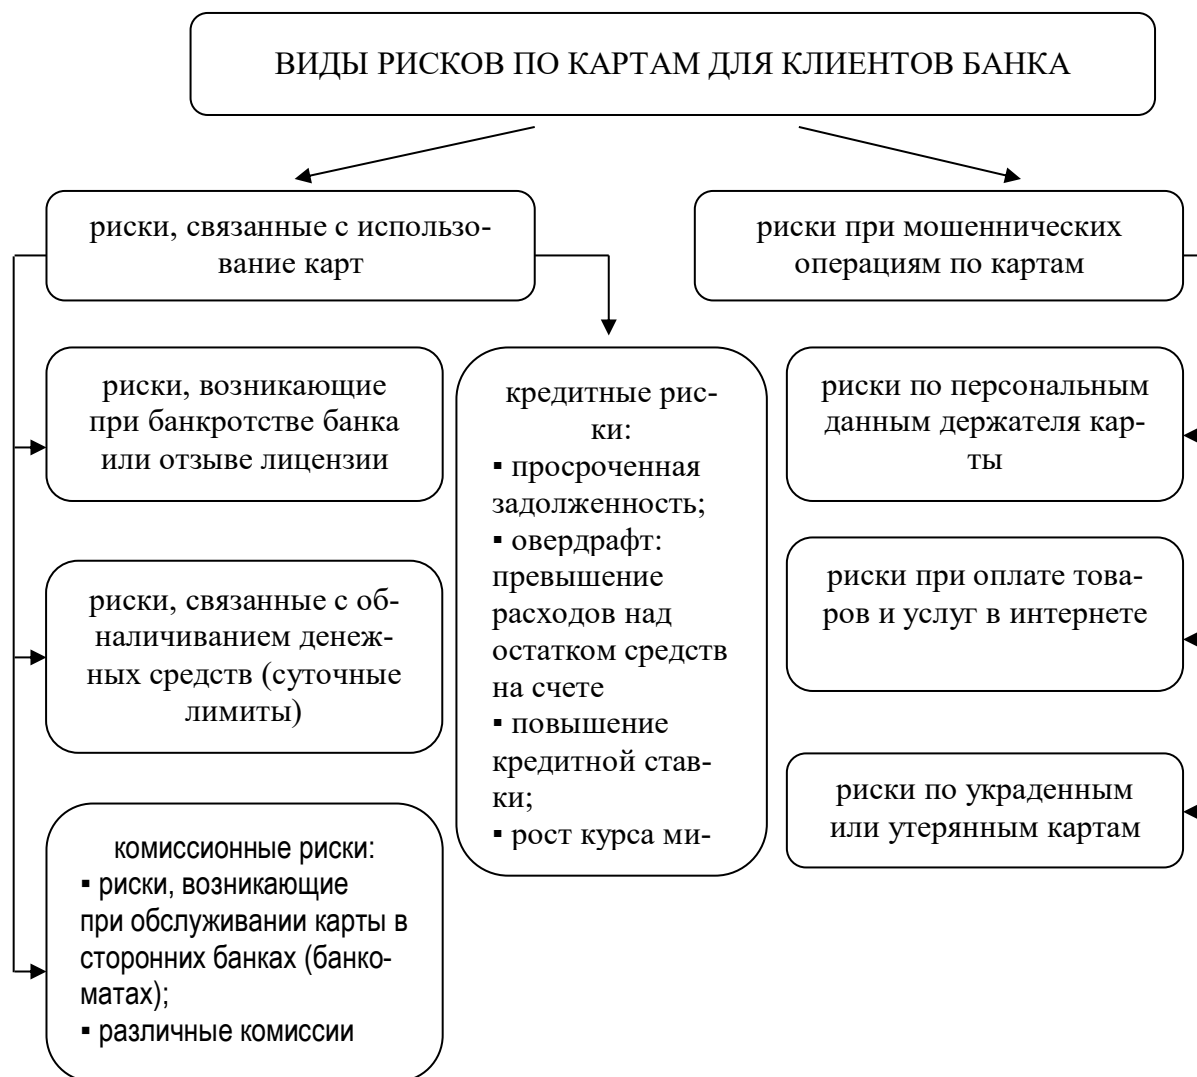 ВИДЫ РИСКОВ ПО КАРТАМ ДЛЯ КЛИЕНТОВ БАНКА
риски, связанные с использо-
вание карт
риски при мошеннических
операциям по картам
риски, возникающие
при банкротстве банка
или отзыве лицензии
риски, связанные с об-
наличиванием денеж-
ных средств (суточные
лимиты)
комиссионные риски:
▪ риски, возникающие
при обслуживании карты в
сторонних банках (банко-
матах);
▪ различные комиссии
кредитные рис-
ки:
▪ просроченная
задолженность;
▪ овердрафт:
превышение
расходов над
остатком средств
на счете
▪ повышение
кредитной став-
ки;
▪ рост курса ми-
риски по персональным
данным держателя кар-
ты
риски при оплате това-
ров и услуг в интернете
риски по украденным
или утерянным картам